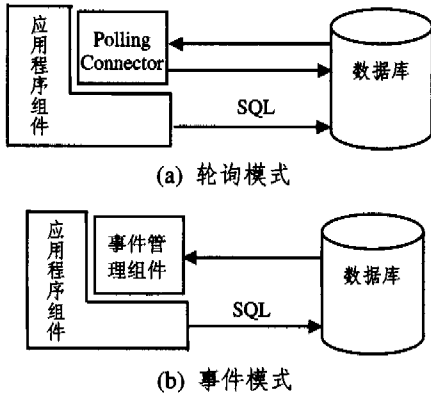 应用程序组件
Polling
Connector
数据库
SQL
(a) 轮询模式
应用程序组件
事件管
理组件
数据库
SQL
(b) 事件模式